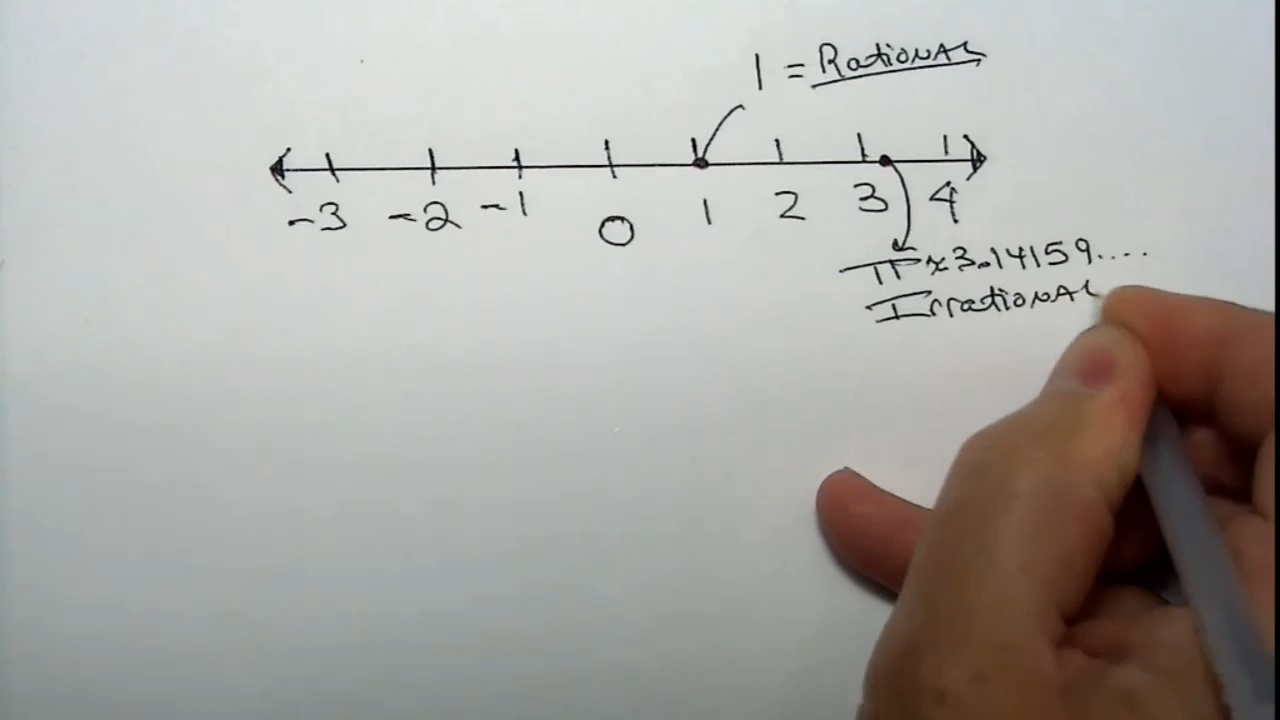 1 = Rational
-3 -2 -1 0 1 2 3 4
π ≈ 3.14159....
Irrational